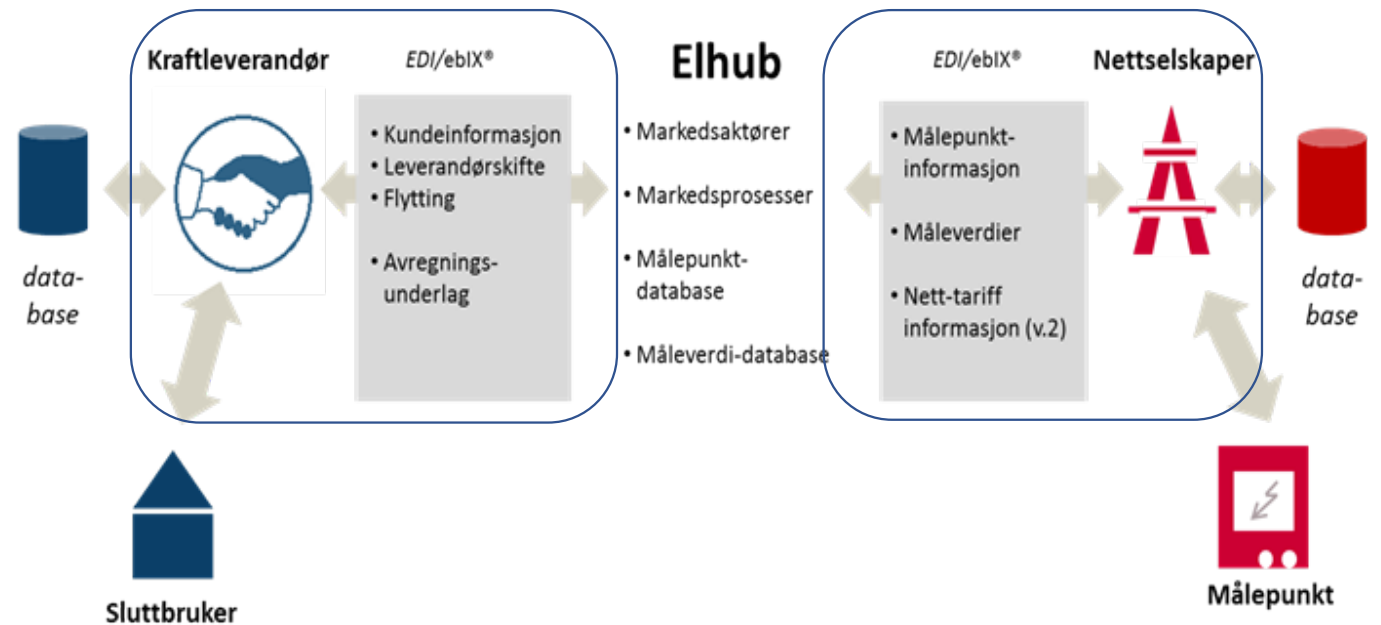 Kraftleverandør
EDI/ebIX®
Elhub
EDI/ebIX®
Nettselskaper
data-
base
• Kundeinformasjon
• Leverandørskifte
• Flytting
• Avregnings-
underlag
• Markedsaktører
• Markedsprosesser
• Målepunkt-
database
• Måleverdi-database
• Målepunkt-
informasjon
• Måleverdier
• Nett-tariff
informasjon (v.2)
data-
base
Sluttbruker
Målepunkt